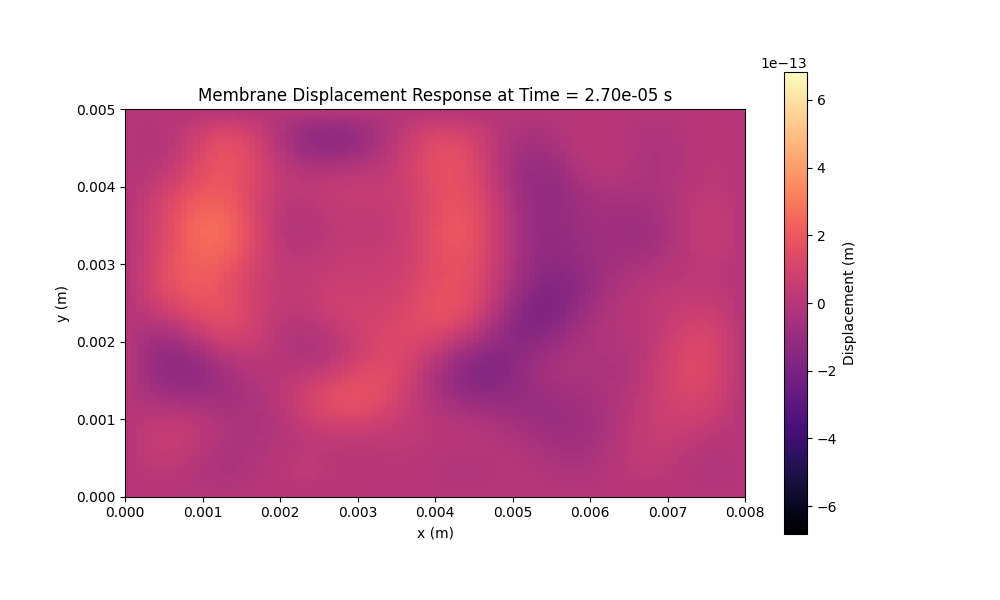 1e−13
Membrane Displacement Response at Time = 2.70e-05 s
0.005
0.004
0.003
0.002
0.001
0.000
y (m)
0.000 0.001 0.002 0.003 0.004 0.005 0.006 0.007 0.008
x (m)
6
4
2
0
−2
−4
−6
Displacement (m)